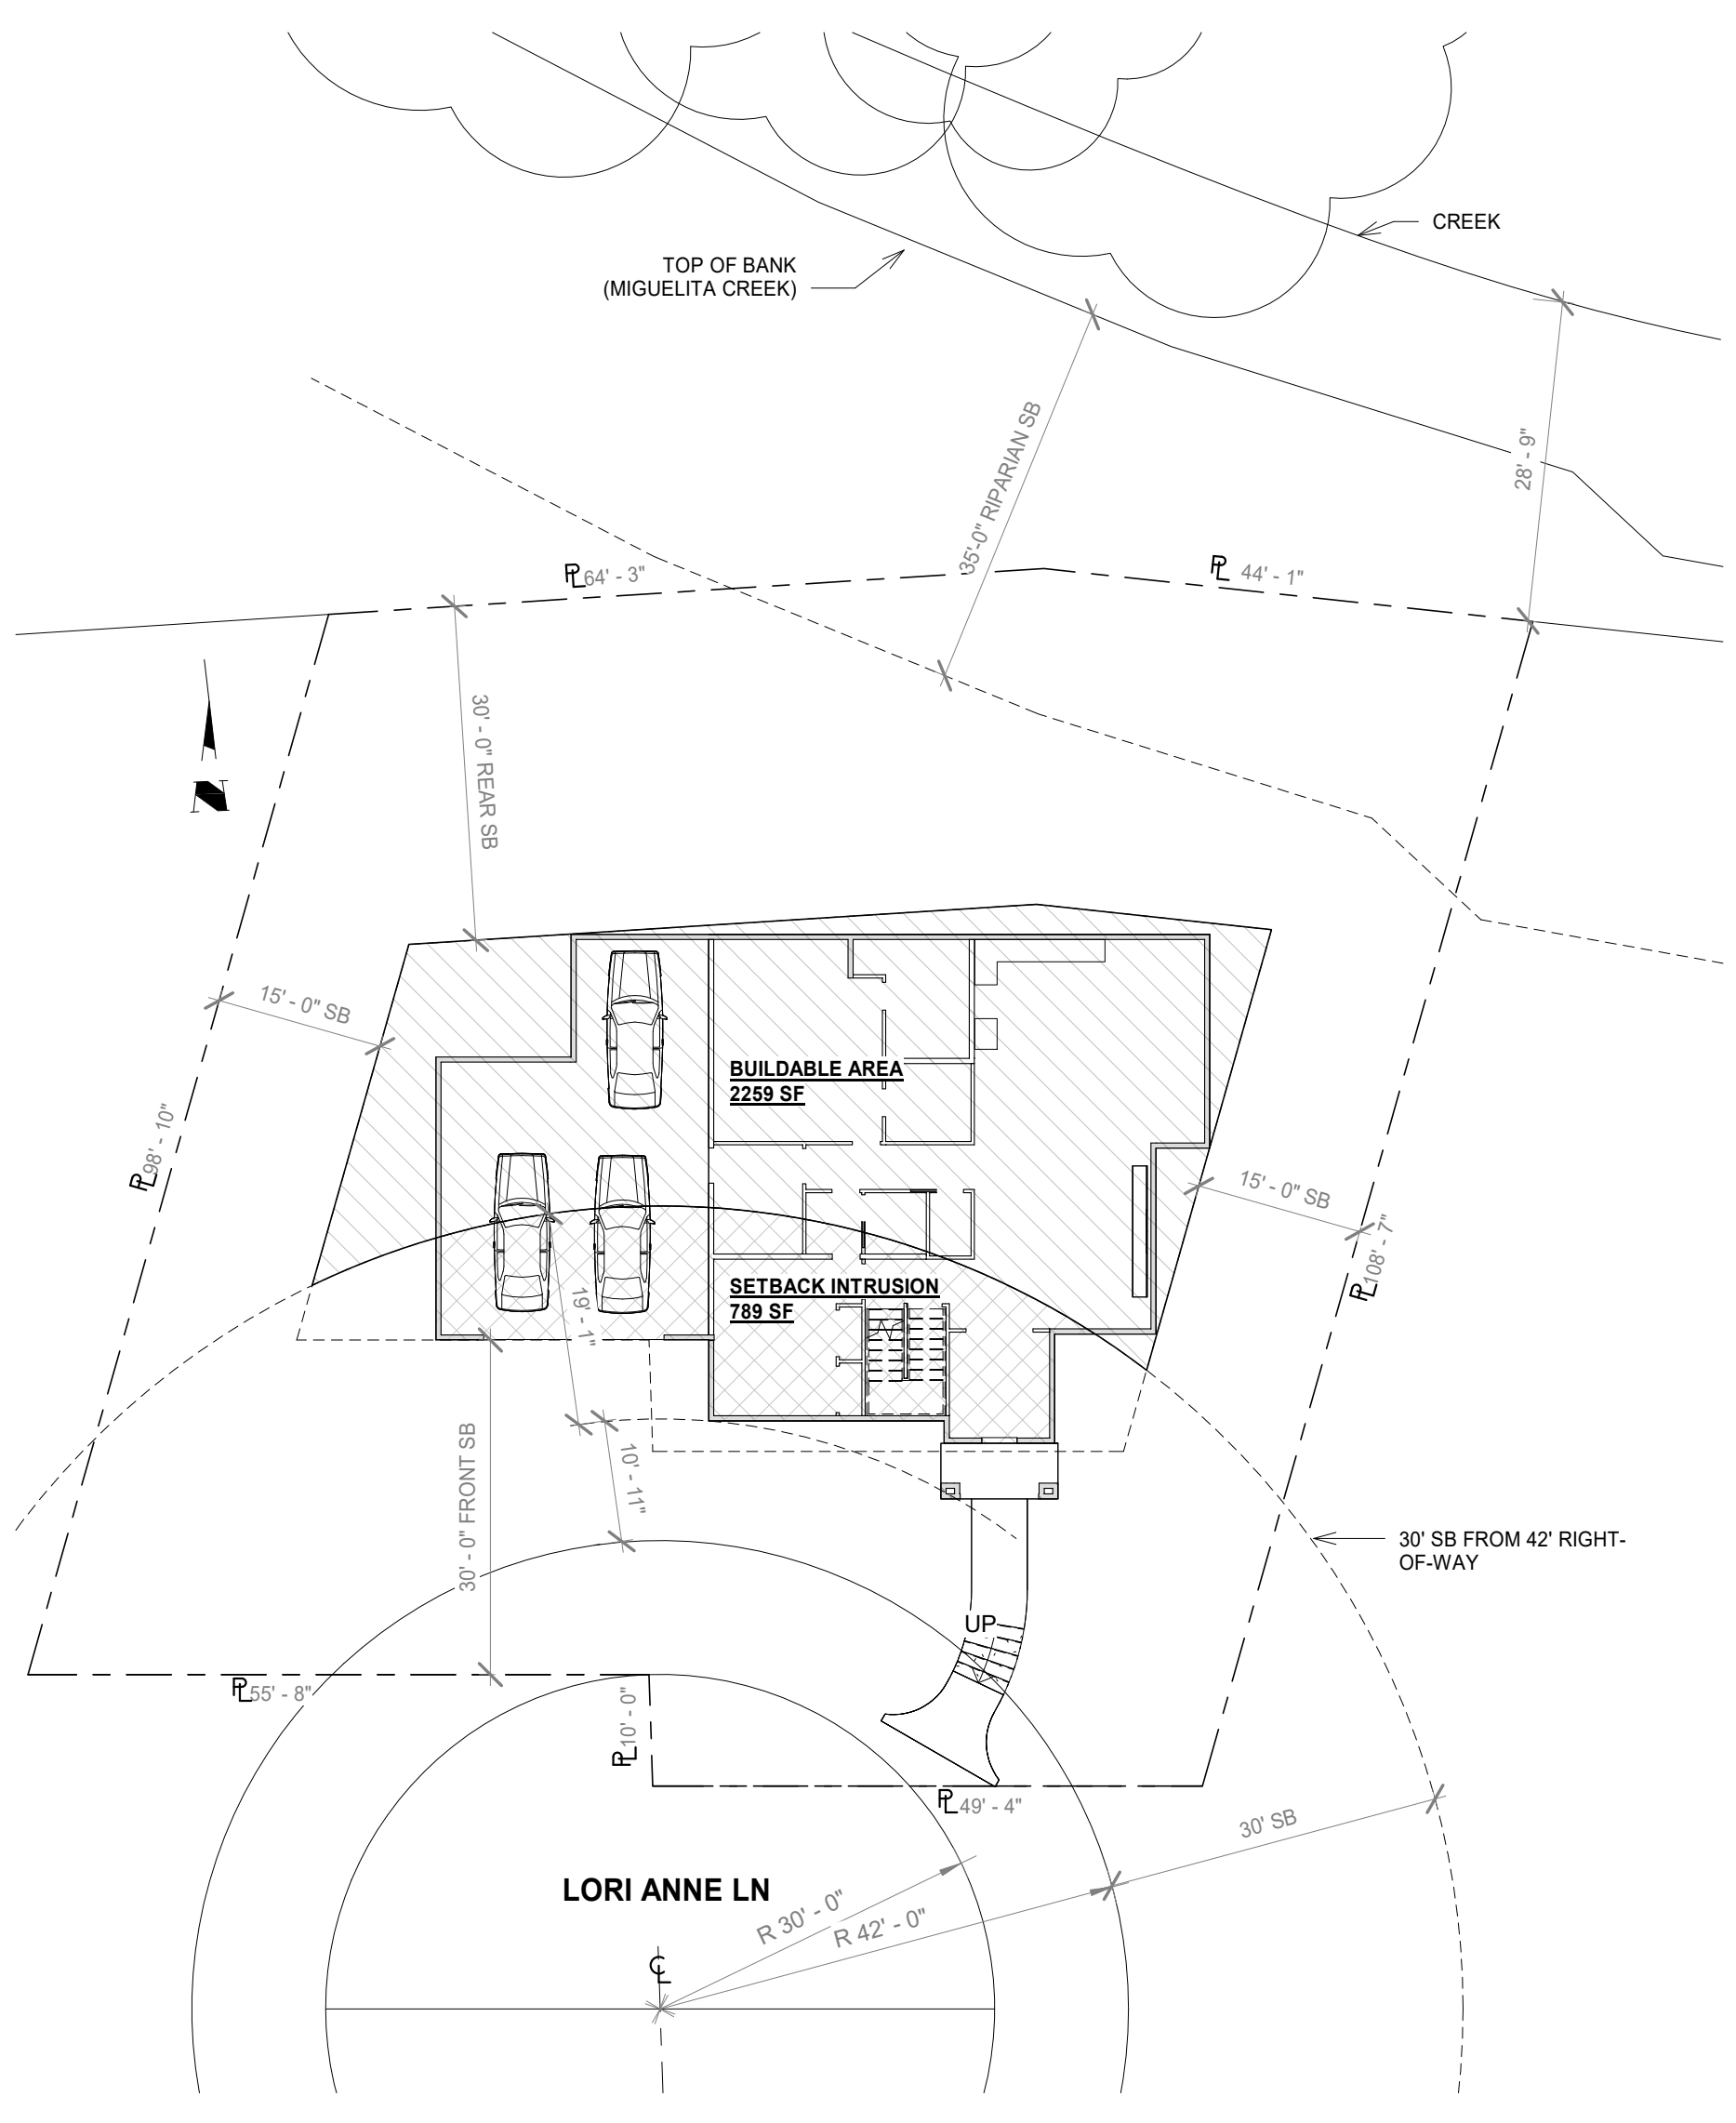 CREEK
TOP OF BANK
(MIGUELITA CREEK)
35'-0" RIPARIAN SB
28' - 9"
PL 64' - 3"
PL 44' - 1"
30' - 0" REAR SB
N
15' - 0" SB
BUILDABLE AREA
2259 SF
PL 98' - 10"
15' - 0" SB
PL 108' - 7"
SETBACK INTRUSION
789 SF
19' - 1"
10' - 11"
30' - 0" FRONT SB
30' SB FROM 42' RIGHT-
OF-WAY
UP
PL 55' - 8"
PL 10' - 0"
PL 49' - 4"
30' SB
LORI ANNE LN
R 30' - 0"
R 42' - 0"
CL